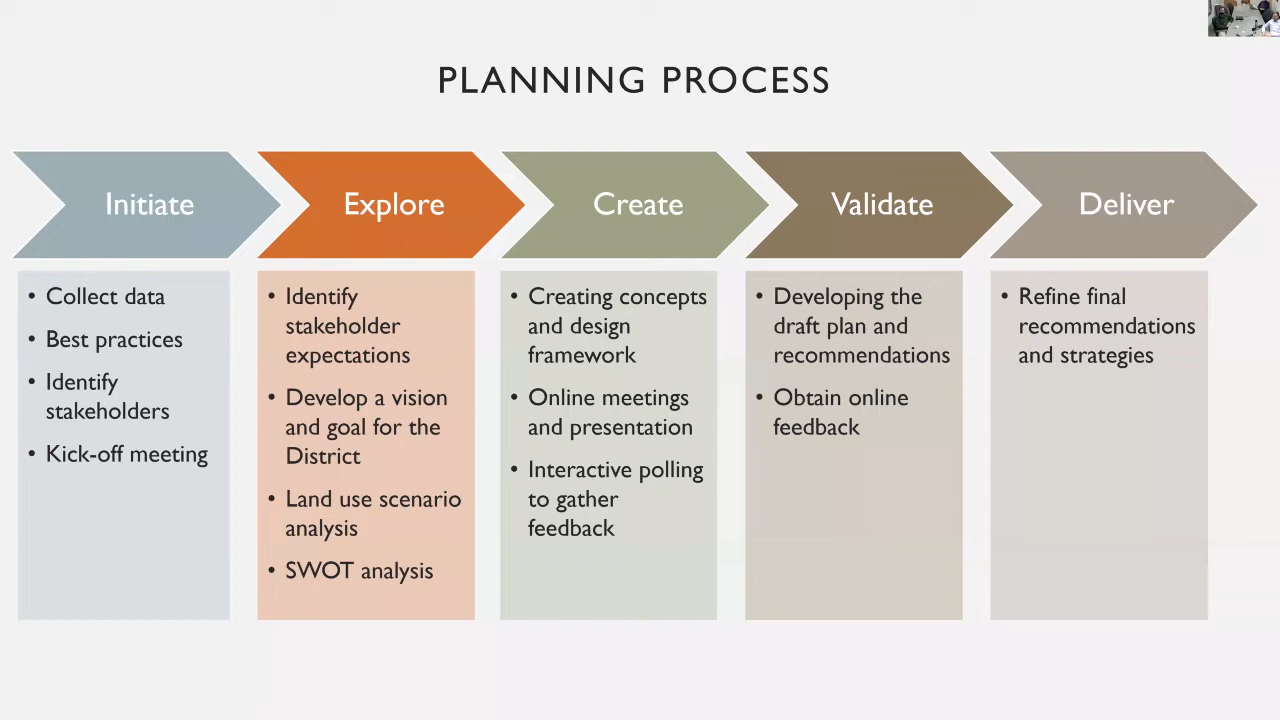 PLANNING PROCESS
Initiate
Explore
Create
Validate
Deliver
• Collect data
• Best practices
• Identify
stakeholders
• Kick-off meeting
• Identify
stakeholder
expectations
• Develop a vision
and goal for the
District
• Land use scenario
analysis
• SWOT analysis
• Creating concepts
and design
framework
• Online meetings
and presentation
• Interactive polling
to gather
feedback
• Developing the
draft plan and
recommendations
• Obtain online
feedback
• Refine final
recommendations
and strategies